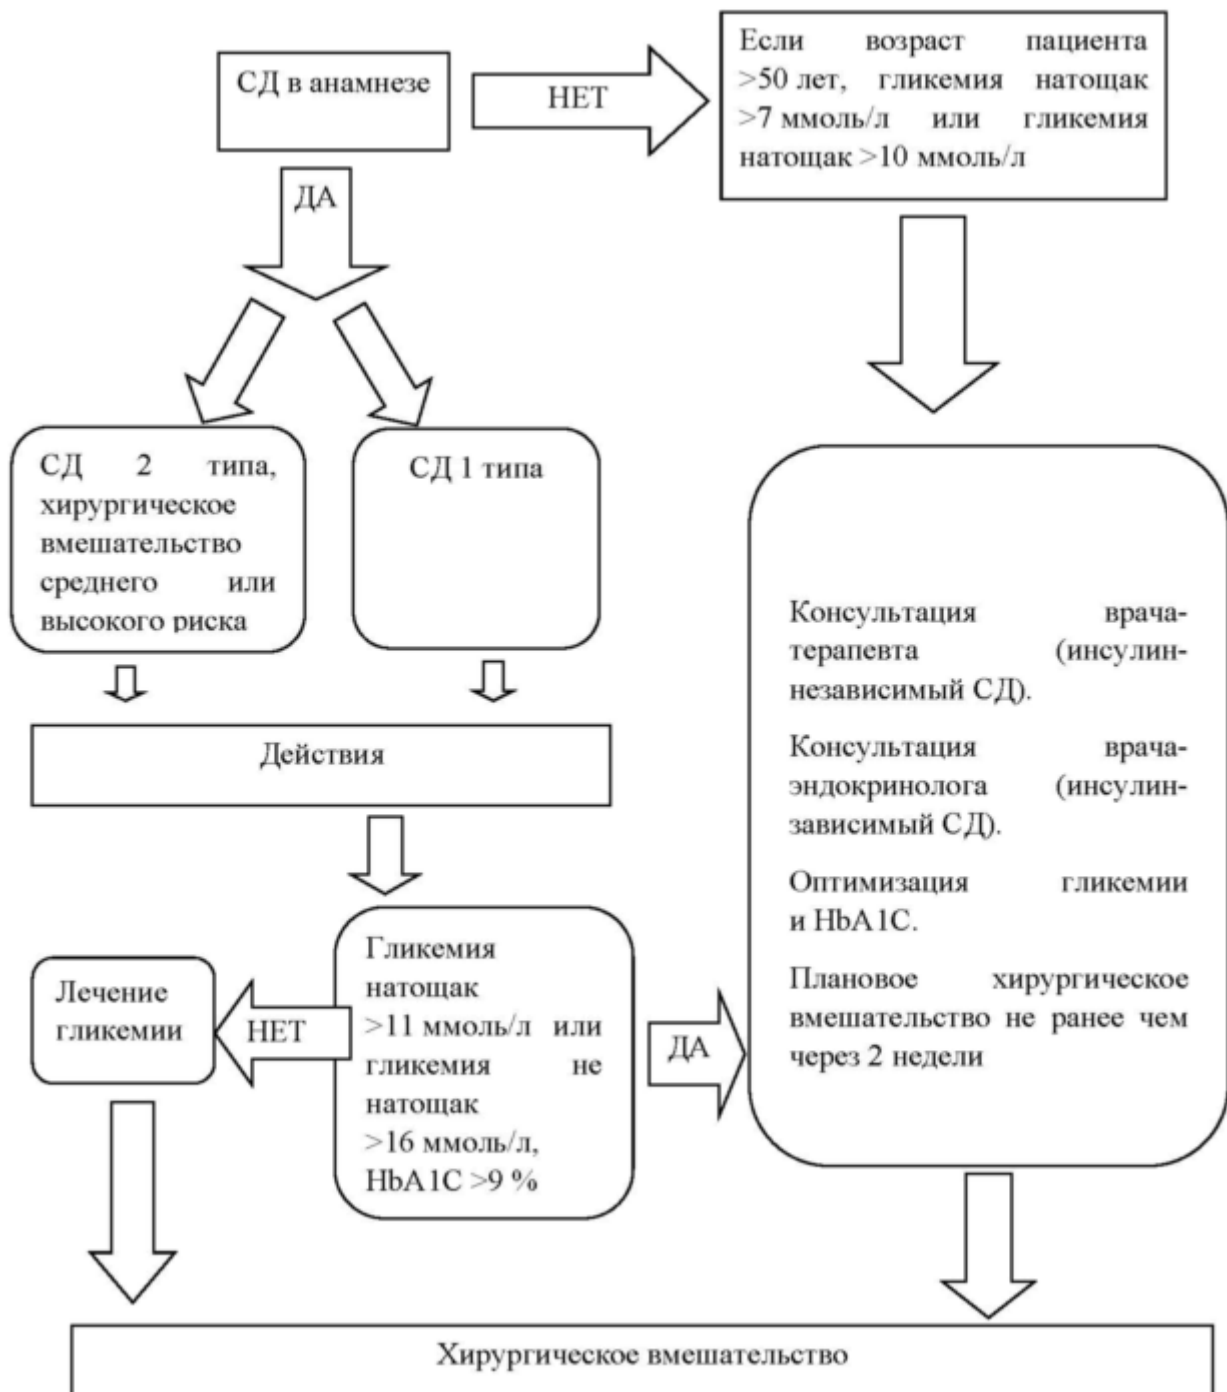 СД в анамнезе
НЕТ
Если возраст пациента
>50 лет, гликемия натощак
>7 ммоль/л или гликемия
натощак >10 ммоль/л
ДА
СД 2 типа,
хирургическое
вмешательство
среднего или
высокого риска
СД 1 типа
Действия
Гликемия
натощак
>11 ммоль/л или
гликемия не
натощак
>16 ммоль/л,
HbA1C >9 %
НЕТ
Лечение
гликемии
ДА
Консультация врача-
терапевта (инсулин-
независимый СД).
Консультация врача-
эндокринолога (инсулин-
зависимый СД).
Оптимизация гликемии
и HbA1C.
Плановое хирургическое
вмешательство не ранее чем
через 2 недели
Хирургическое вмешательство